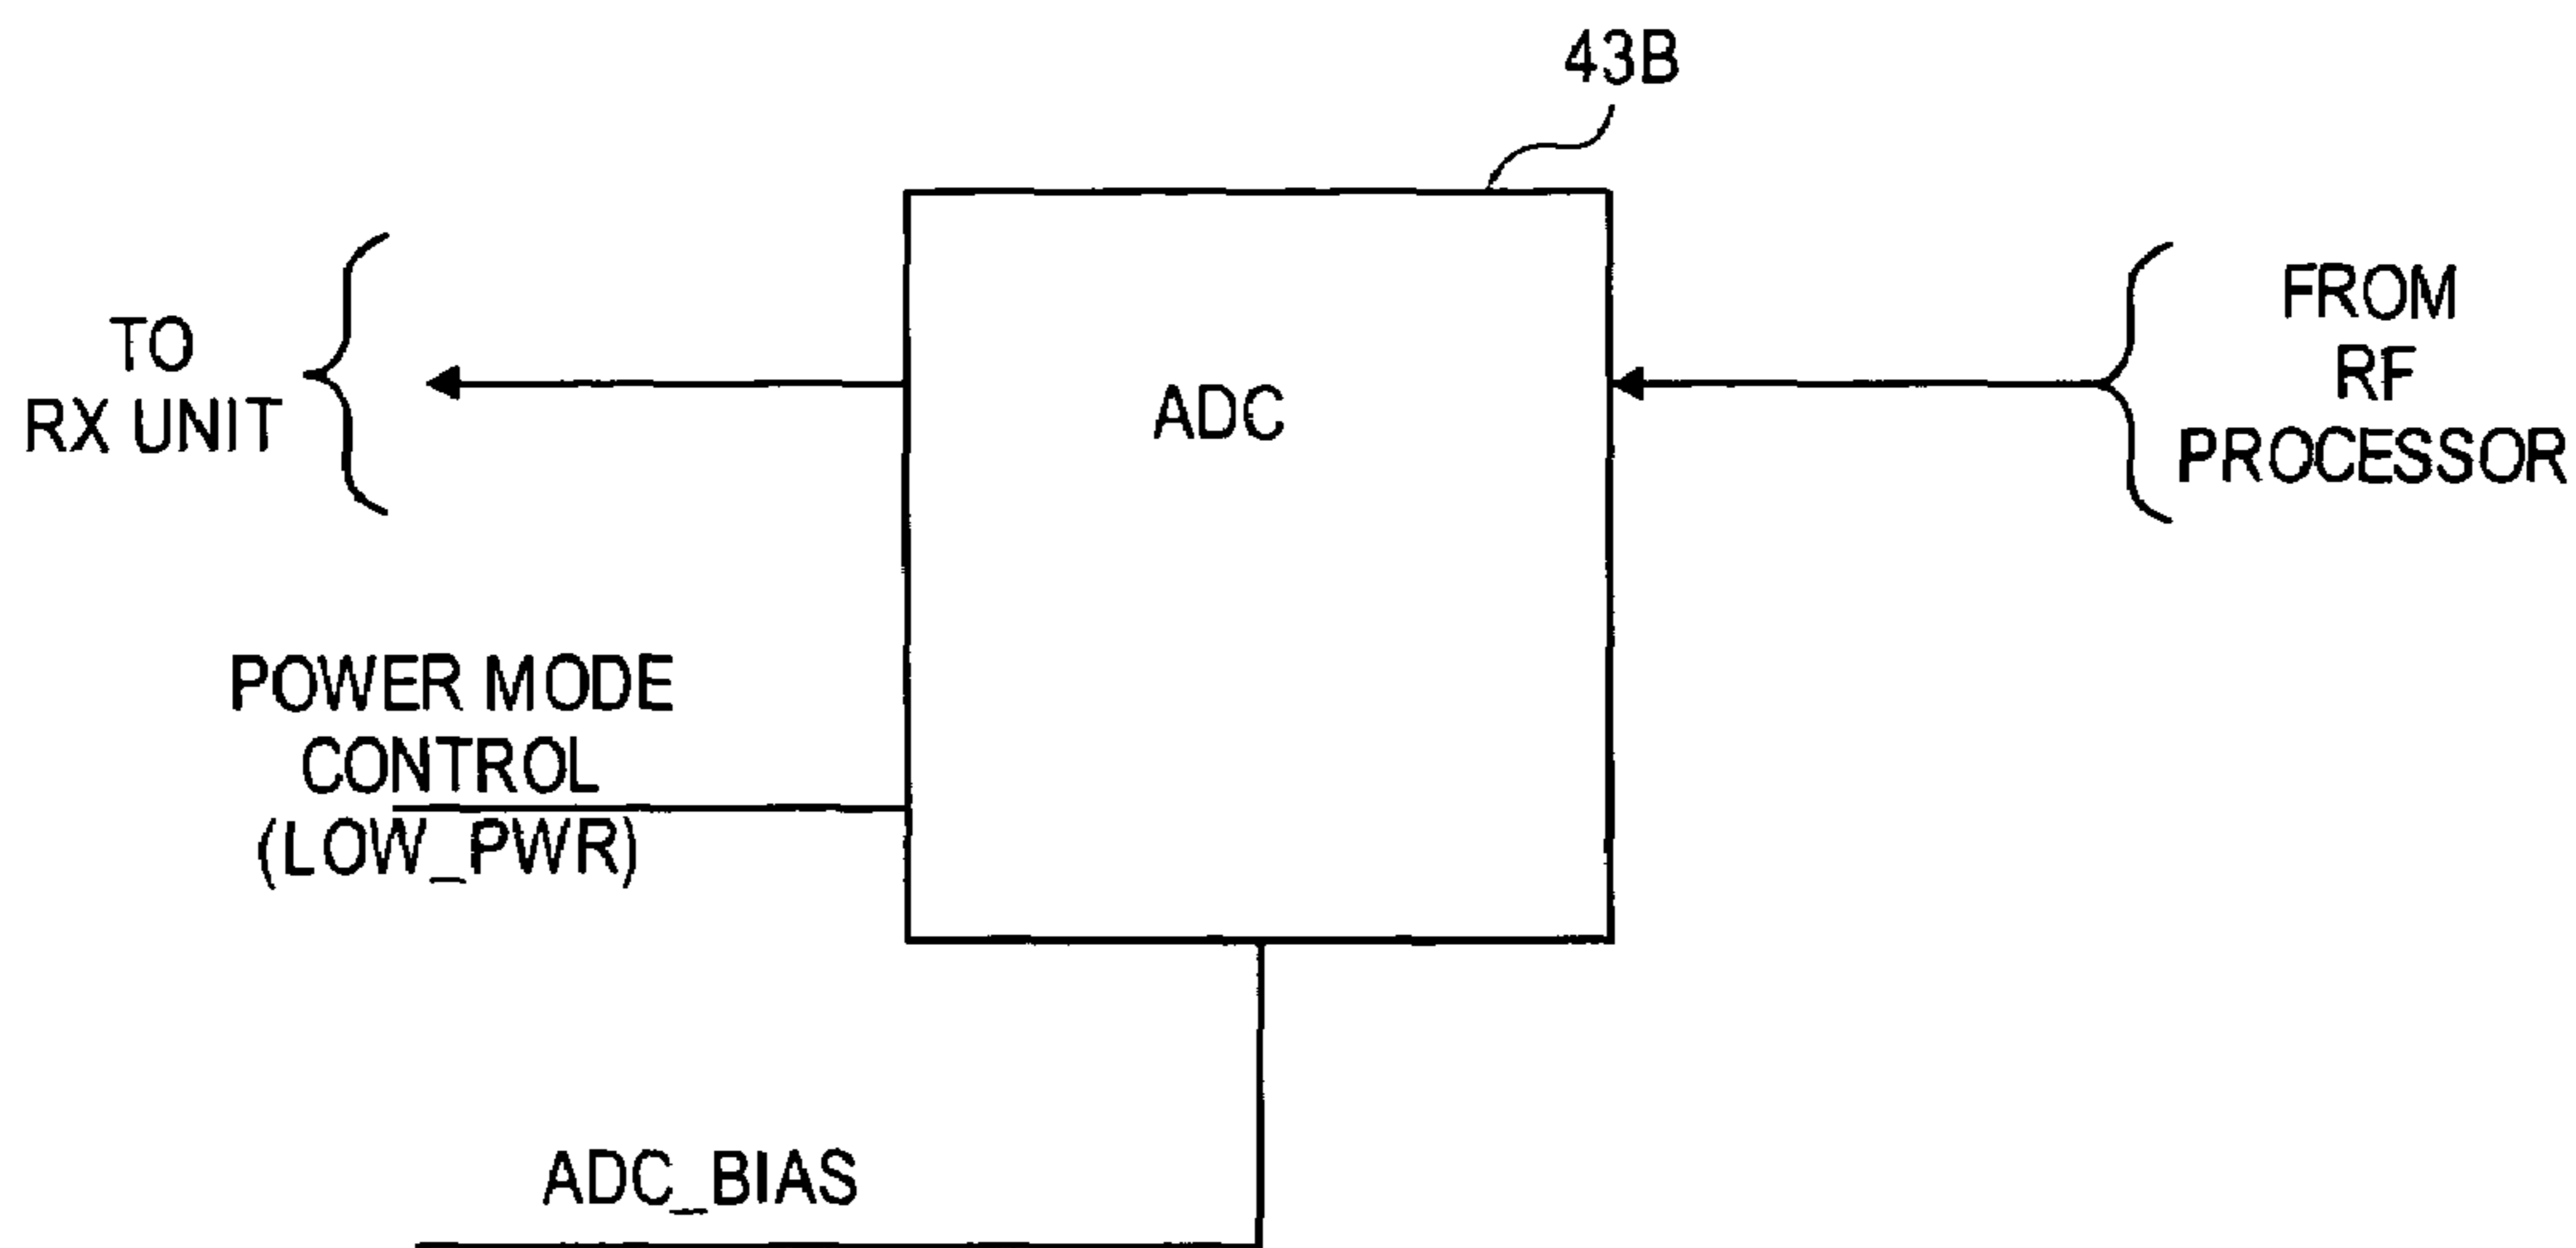 43B
TO
RX UNIT
ADC
FROM
RF
PROCESSOR
POWER MODE
CONTROL
(LOW_PWR)
ADC_BIAS